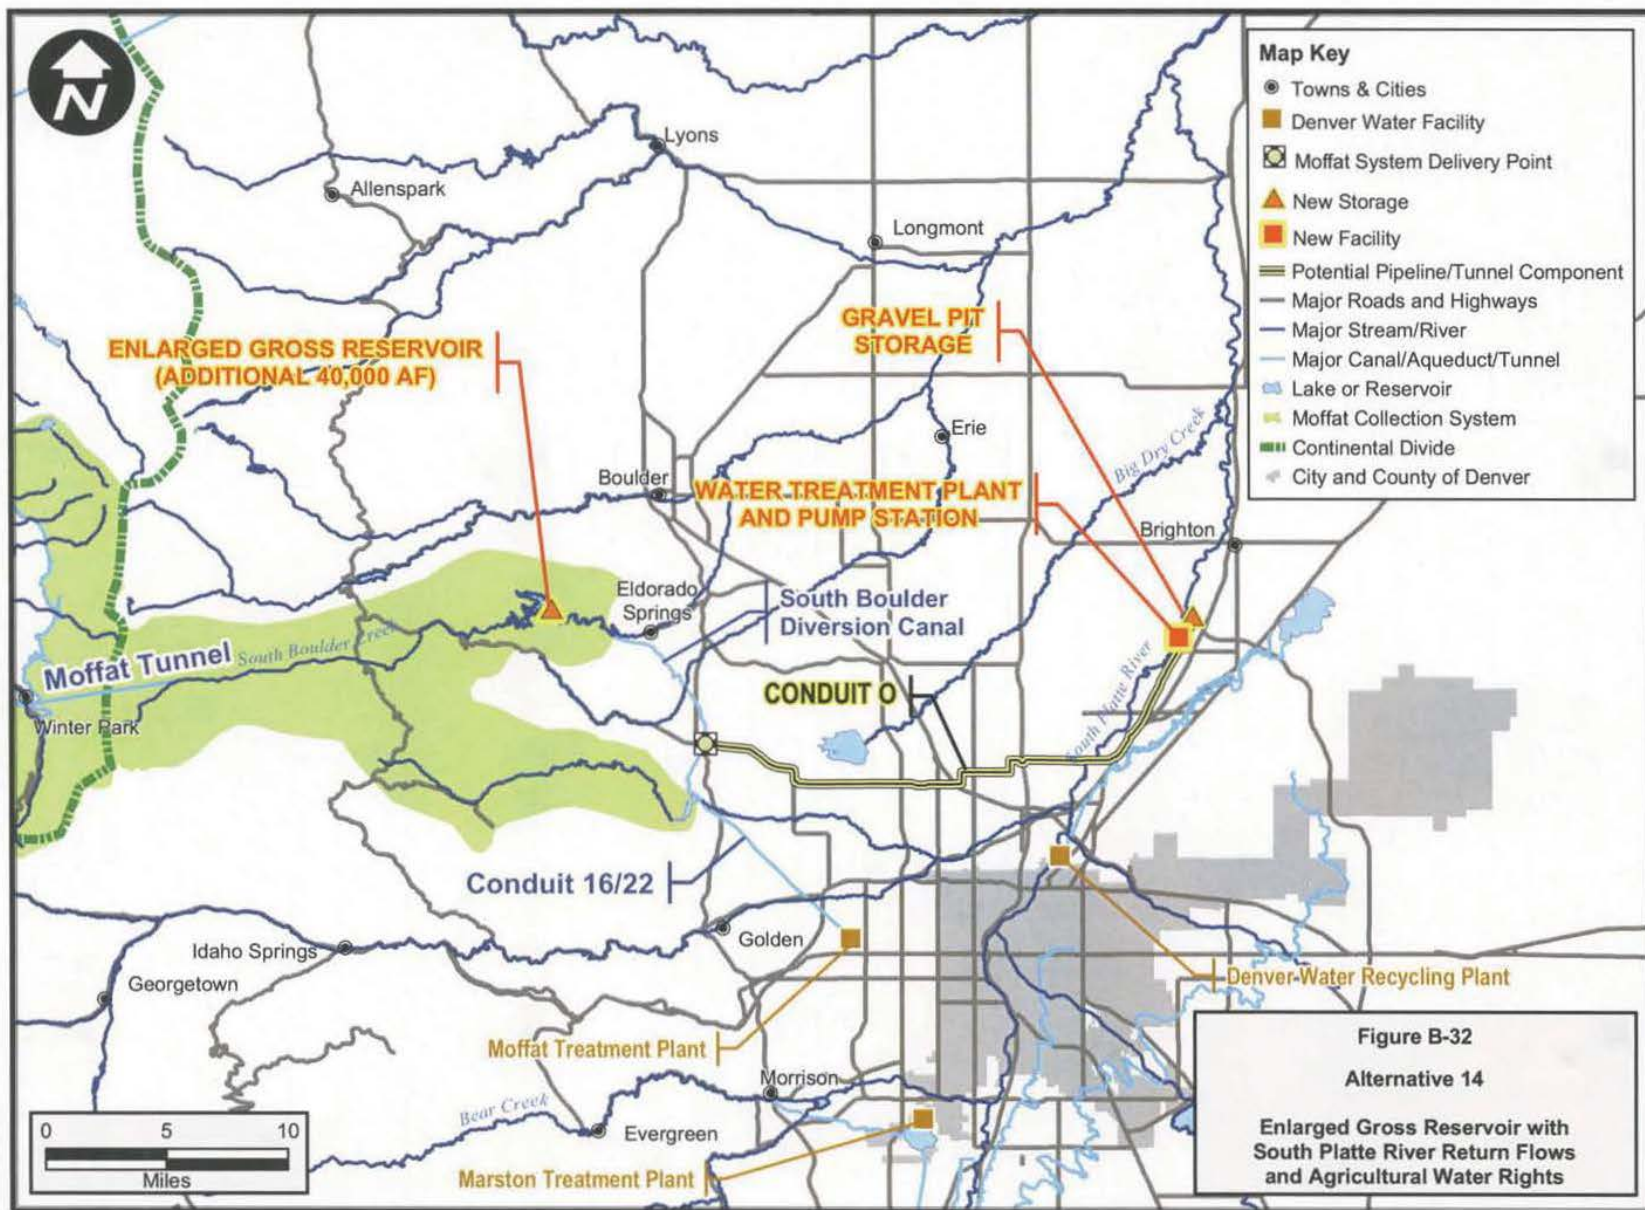 N
Map Key
Towns & Cities
Denver Water Facility
Moffat System Delivery Point
New Storage
New Facility
Potential Pipeline/Tunnel Component
Major Roads and Highways
Major Stream/River
Major Canal/Aqueduct/Tunnel
Lake or Reservoir
Moffat Collection System
Continental Divide
City and County of Denver
Lyons
Allenspark
Longmont
GRAVEL PIT
STORAGE
ENLARGED GROSS RESERVOIR
(ADDITIONAL 40,000 AF)
Erie
Big Dry Creek
Boulder
WATER TREATMENT PLANT
AND PUMP STATION
Brighton
Eldorado
Springs
South Boulder
Diversion Canal
South Boulder Creek
Moffat Tunnel
South Platte River
CONDUIT O
Winter Park
Conduit 16/22
Golden
Idaho Springs
Georgetown
Denver Water Recycling Plant
Moffat Treatment Plant
Morrison
Bear Creek
Evergreen
Marston Treatment Plant
0 5 10
Miles
Figure B-32
Alternative 14
Enlarged Gross Reservoir with
South Platte River Return Flows
and Agricultural Water Rights